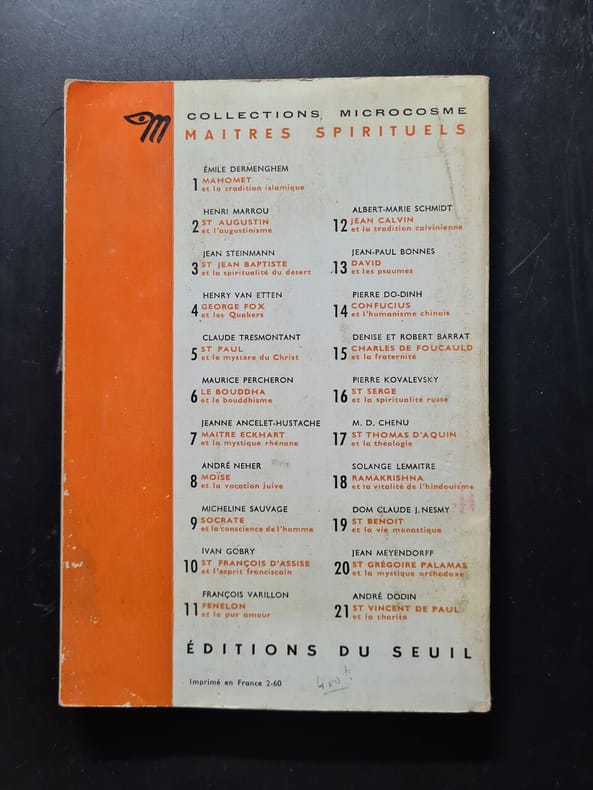 COLLECTIONS MICROCOSME
MAITRES SPIRITUELS
ÉMILE DERMENGHEM
1 MAHOMET
et la tradition islamique
HENRI MARROU
2 ST AUGUSTIN
et l'augustinisme
JEAN STEINMANN
3 ST JEAN BAPTISTE
et la spiritualité du désert
HENRY VAN ETTEN
4 GEORGE FOX
et les Quakers
CLAUDE TRESMONTANT
5 ST PAUL
et le mystère du Christ
MAURICE PERCHERON
6 LE BOUDDHA
et le bouddhisme
JEANNE ANCELET-HUSTACHE
7 MAITRE ECKHART
et la mystique rhénane
ANDRÉ NEHER
8 MOÏSE
et la vocation juive
MICHELINE SAUVAGE
9 SOCRATE
et la conscience de l'homme
IVAN GOBRY
10 ST FRANÇOIS D'ASSISE
et l'esprit franciscain
FRANÇOIS VARILLON
11 FENELON
et le pur amour
ALBERT-MARIE SCHMIDT
12 JEAN CALVIN
et la tradition calvinienne
JEAN-PAUL BONNES
13 DAVID
et les psaumes
PIERRE DO-DINH
14 CONFUCIUS
et l'humanisme chinois
DENISE ET ROBERT BARRAT
15 CHARLES DE FOUCAULD
et la fraternité
PIERRE KOVALEVSKY
16 ST SERGE
et la spiritualité russe
M. D. CHENU
17 ST THOMAS D'AQUIN
et la théologie
SOLANGE LEMAITRE
18 RAMAKRISHNA
et la vitalité de l'hindouisme
DOM CLAUDE J. NESMY
19 ST BENOIT
et la vie monastique
JEAN MEYENDORFF
20 ST GRÉGOIRE PALAMAS
et la mystique orthodoxe
ANDRÉ DODIN
21 ST VINCENT DE PAUL
et la charité
ÉDITIONS DU SEUIL
Imprimé en France 2-60